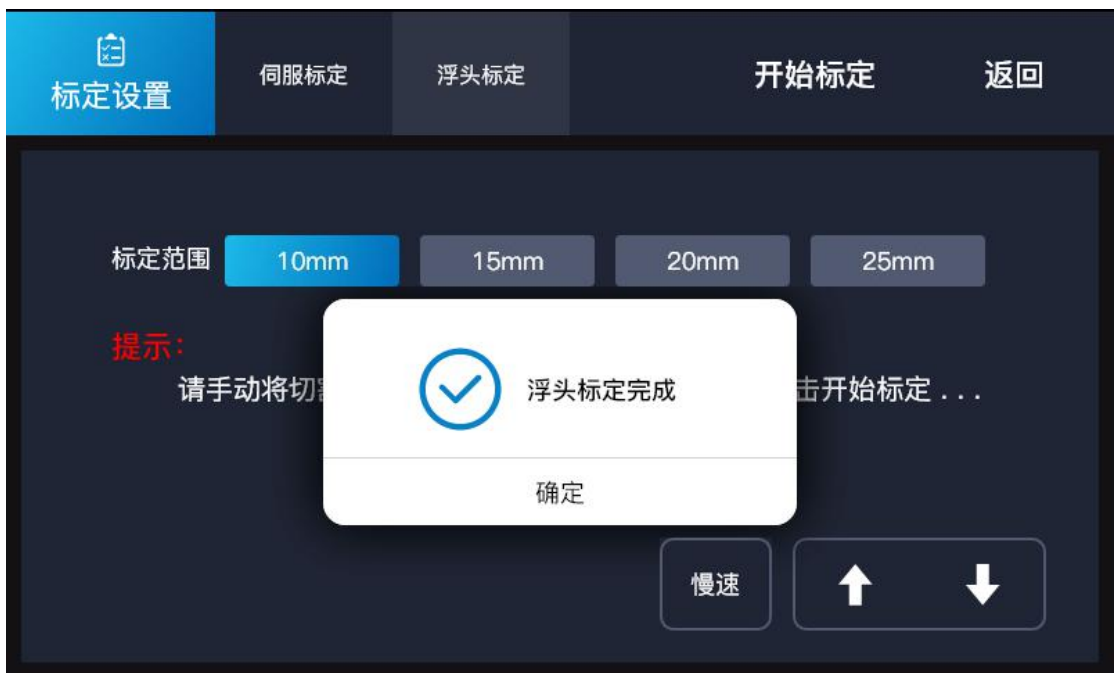 标定设置
伺服标定
浮头标定
开始标定
返回
标定范围
10mm
15mm
20mm
25mm
提示：
请手动将切
击开始标定...
浮头标定完成
确定
慢速